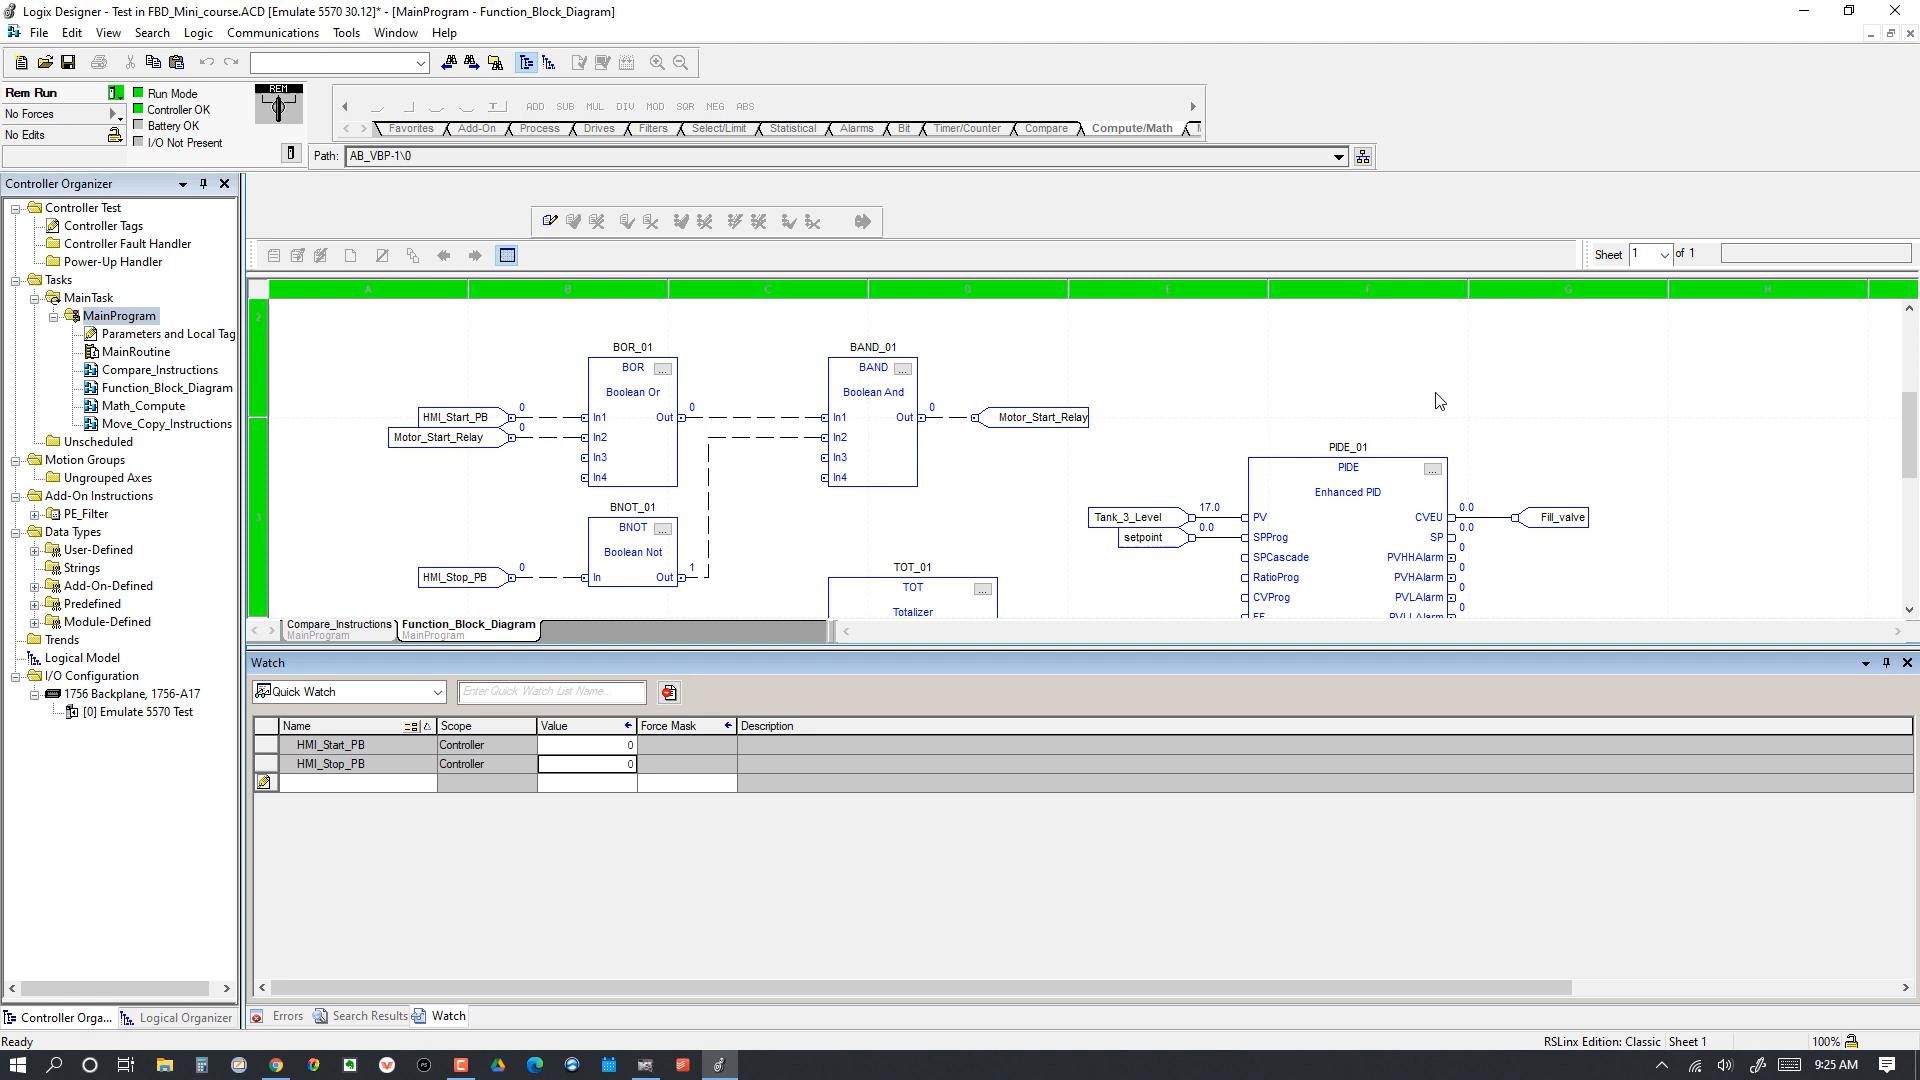 Logix Designer - Test in FBD_Mini_course.ACD [Emulate 5570 30.12]* - [MainProgram - Function_Block_Diagram]
File Edit View Search Logic Communications Tools Window Help
Rem Run
No Forces
No Edits
Run Mode
Controller OK
Battery OK
I/O Not Present
REM
ADD SUB MUL DIV MOD SQR NEG ABS
Favorites Add-On Process Drives Filters Select/Limit Statistical Alarms Bit Timer/Counter Compare Compute/Math
Path: AB_VBP-1\0
Controller Organizer
Controller Test
Controller Tags
Controller Fault Handler
Power-Up Handler
Tasks
MainTask
MainProgram
Parameters and Local Tag
MainRoutine
Compare_Instructions
Function_Block_Diagram
Math_Compute
Move_Copy_Instructions
Unscheduled
Motion Groups
Ungrouped Axes
Add-On Instructions
PE_Filter
Data Types
User-Defined
Strings
Add-On-Defined
Predefined
Module-Defined
Trends
Logical Model
I/O Configuration
1756 Backplane, 1756-A17
[0] Emulate 5570 Test
Controller Orga... Logical Organizer
Sheet 1 of 1
A B C D E F G H
2
3
BOR_01
BOR ...
Boolean Or
HMI_Start_PB 0 In1 Out 0
Motor_Start_Relay 0 In2
In3
In4
BAND_01
BAND ...
Boolean And
In1 Out 0 Motor_Start_Relay
In2
In3
In4
BNOT_01
BNOT ...
Boolean Not
HMI_Stop_PB 0 In Out 1
TOT_01
TOT ...
Totalizer
PIDE_01
PIDE ...
Enhanced PID
Tank_3_Level 17.0 PV CVEU 0.0 Fill_valve
setpoint 0.0 SPProg SP 0.0
SPCascade PVHHAlarm 0
RatioProg PVHAlarm 0
CVProg PVLAlarm 0
FF PVLLAlarm 0
Compare_Instructions Function_Block_Diagram
MainProgram MainProgram
Watch
Quick Watch Enter Quick Watch List Name...
Name Scope Value Force Mask Description
HMI_Start_PB Controller 0
HMI_Stop_PB Controller 0
Errors Search Results Watch
Ready
RSLinx Edition: Classic Sheet 1 100%
9:25 AM